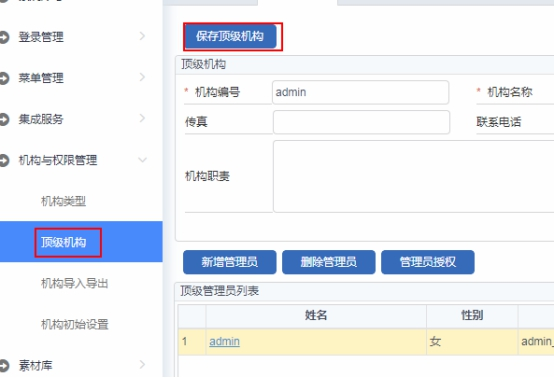 登录管理
菜单管理
集成服务
机构与权限管理
机构类型
顶级机构
机构导入导出
机构初始设置
素材库
保存顶级机构
顶级机构
* 机构编号 admin * 机构名称
传真 联系电话
机构职责
新增管理员 删除管理员 管理员授权
顶级管理员列表
姓名 性别
1 admin 女 admin_